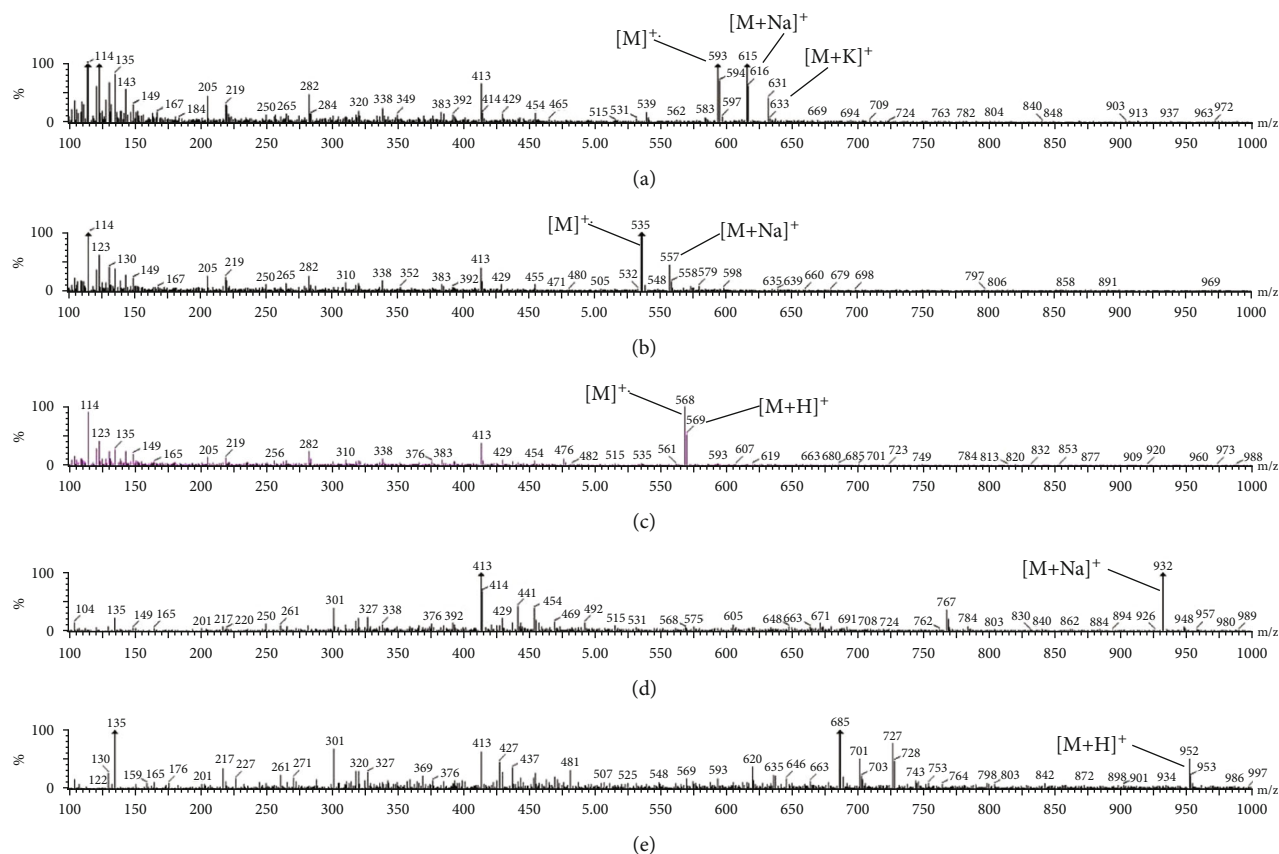 [M]+· [M+Na]+ [M+K]+
100 114 135 143 149 167 184 205 219 250 265 282 284 320 338 349 383 392 413 414 429 454 465 515 531 539 562 583 593 594 597 615 616 631 633 669 694 709 724 763 782 804 840 848 903 913 937 963 972
%
0
100 150 200 250 300 350 400 450 5.00 550 600 650 700 750 800 850 900 950 1000 m/z
(a)
[M]+· [M+Na]+
100 114 123 130 149 167 205 219 250 265 282 310 338 352 383 392 413 429 455 471 480 505 532 535 548 557 558 579 598 635 639 660 679 698 797 806 858 891 969
%
0
100 150 200 250 300 350 400 450 5.00 550 600 650 700 750 800 850 900 950 1000 m/z
(b)
[M]+· [M+H]+
100 114 123 135 149 165 205 219 256 282 310 338 376 383 413 429 454 476 482 515 535 561 568 569 593 607 619 663 680 685 701 723 749 784 813 820 832 853 877 909 920 960 973 988
%
0
100 150 200 250 300 350 400 450 5.00 550 600 650 700 750 800 850 900 950 1000 m/z
(c)
[M+Na]+
100 104 135 149 165 201 217 220 250 261 301 327 338 376 392 413 414 429 441 454 469 492 515 531 568 575 605 648 663 671 691 708 724 762 767 784 803 830 840 862 884 894 926 932 948 957 980 989
%
0
100 150 200 250 300 350 400 450 5.00 550 600 650 700 750 800 850 900 950 1000 m/z
(d)
[M+H]+
100 122 130 135 159 165 176 201 217 227 261 271 301 320 327 369 376 413 427 437 481 507 525 548 569 593 620 635 646 663 685 701 703 727 728 743 753 764 798 803 842 872 898 901 934 952 953 986 997
%
0
100 150 200 250 300 350 400 450 5.00 550 600 650 700 750 800 850 900 950 1000 m/z
(e)